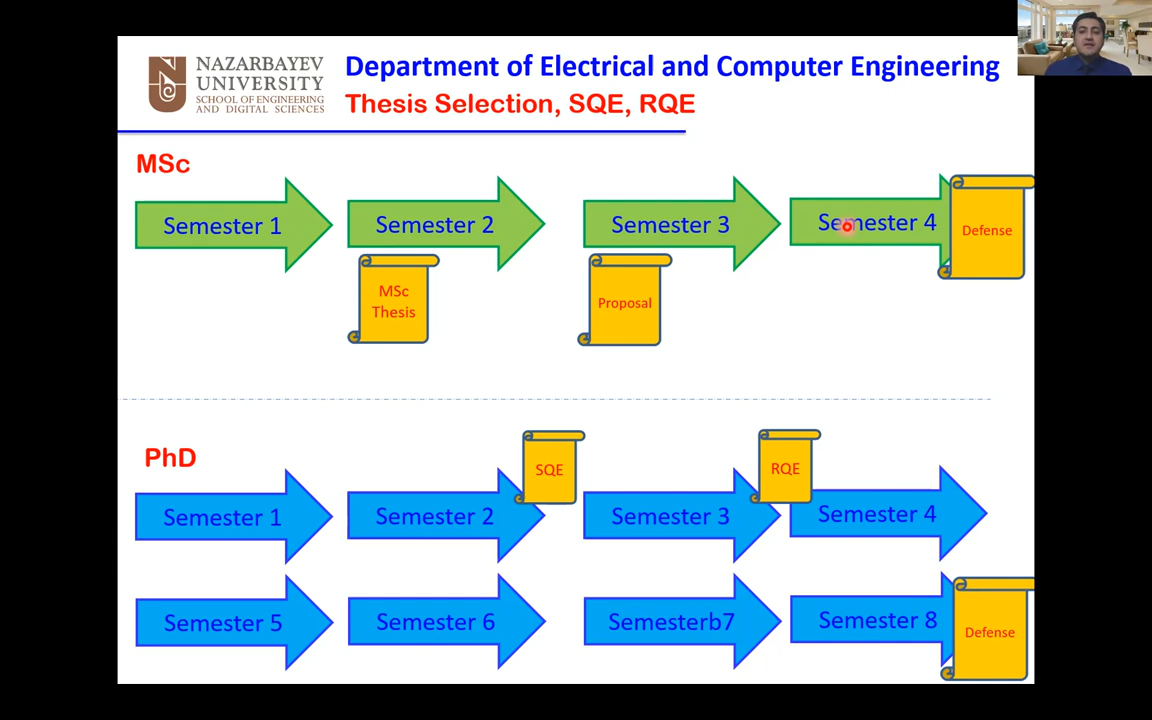 NAZARBAYEV
UNIVERSITY
SCHOOL OF ENGINEERING
AND DIGITAL SCIENCES
Department of Electrical and Computer Engineering
Thesis Selection, SQE, RQE
MSc
Semester 1
Semester 2
Semester 3
Semester 4
Defense
MSc
Thesis
Proposal
PhD
SQE
RQE
Semester 1
Semester 2
Semester 3
Semester 4
Semester 5
Semester 6
Semesterb7
Semester 8
Defense